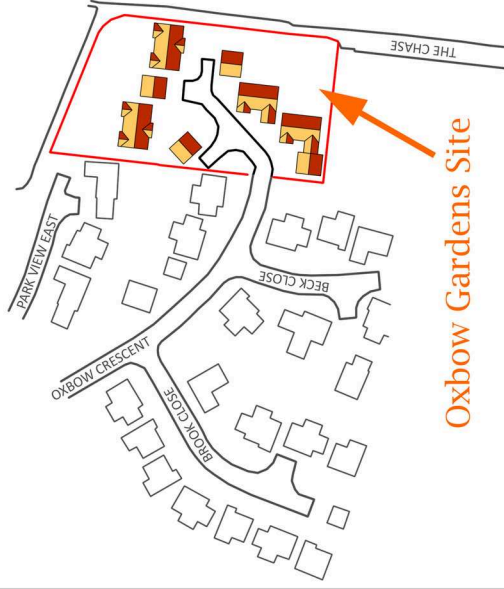 THE CHASE
Oxbow Gardens Site
PARK VIEW EAST
BECK CLOSE
OXBOW CRESCENT
BROOK CLOSE